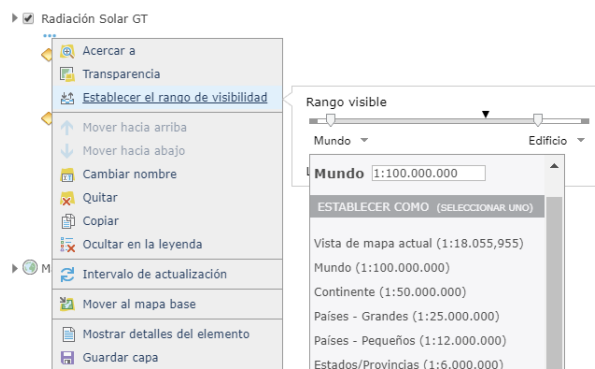 Radiación Solar GT
Acercar a
Transparencia
Establecer el rango de visibilidad
Mover hacia arriba
Mover hacia abajo
Cambiar nombre
Quitar
Copiar
Ocultar en la leyenda
M
Intervalo de actualización
Mover al mapa base
Mostrar detalles del elemento
Guardar capa
Rango visible
Mundo
Edificio
Mundo 1:100.000.000
ESTABLECER COMO (SELECCIONAR UNO)
Vista de mapa actual (1:18.055,955)
Mundo (1:100.000.000)
Continente (1:50.000.000)
Países - Grandes (1:25.000.000)
Países - Pequeños (1:12.000.000)
Estados/Provincias (1:6.000.000)